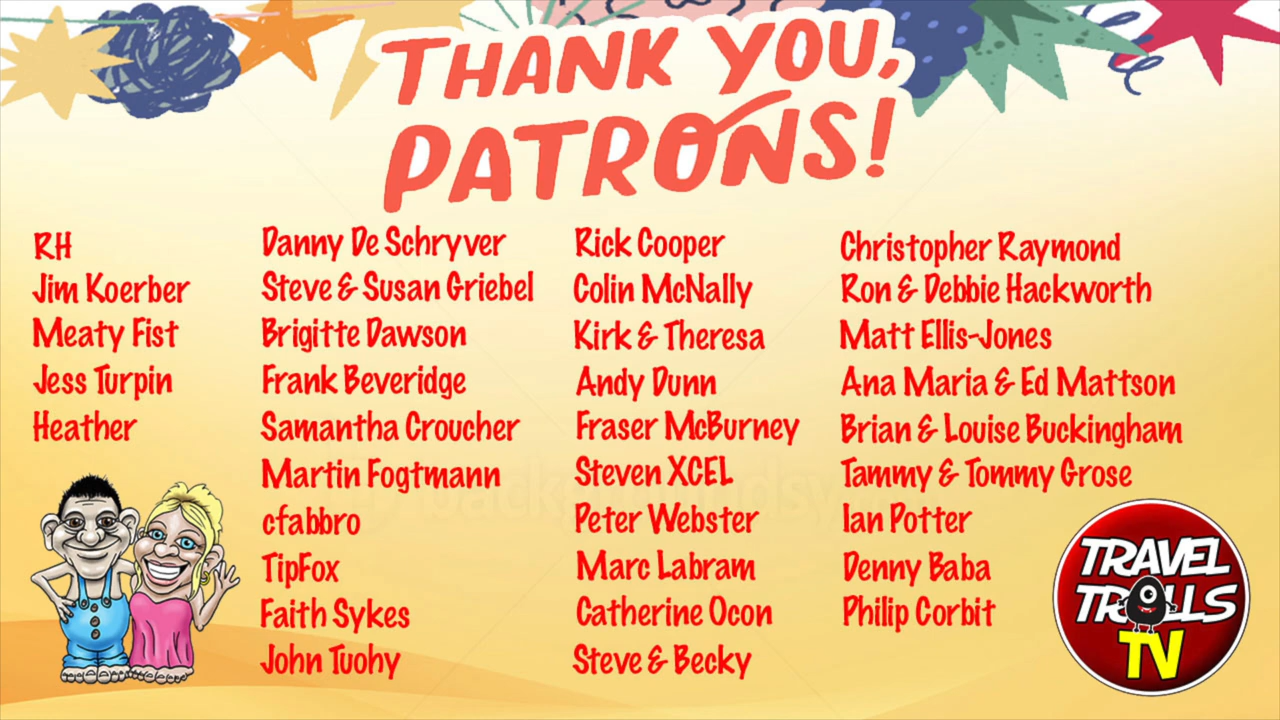 THANK YOU,
PATRONS!
RH
Jim Koerber
Meaty Fist
Jess Turpin
Heather
Danny De Schryver
Steve & Susan Griebel
Brigitte Dawson
Frank Beveridge
Samantha Croucher
Martin Fogtmann
cfabbro
TipFox
Faith Sykes
John Tuohy
Rick Cooper
Colin McNally
Kirk & Theresa
Andy Dunn
Fraser McBurney
Steven XCEL
Peter Webster
Marc Labram
Catherine Ocon
Steve & Becky
Christopher Raymond
Ron & Debbie Hackworth
Matt Ellis-Jones
Ana Maria & Ed Mattson
Brian & Louise Buckingham
Tammy & Tommy Grose
Ian Potter
Denny Baba
Philip Corbit
TRAVEL
TROLLS
TV